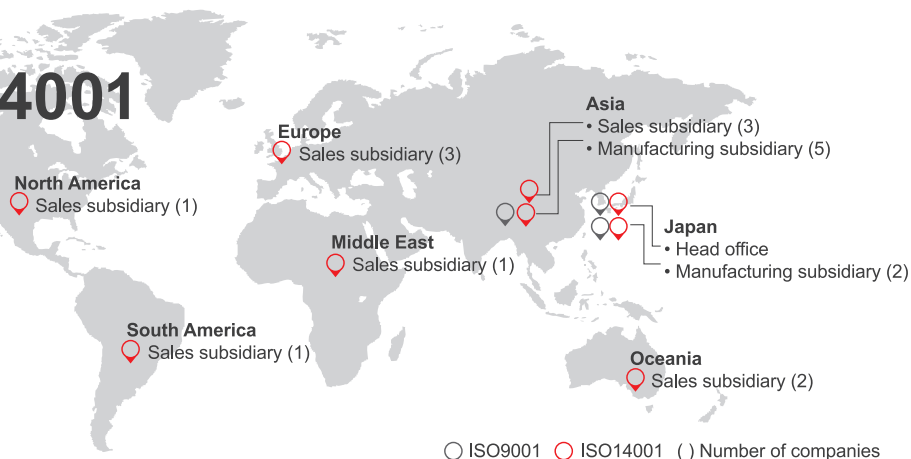 4001
Asia
• Sales subsidiary (3)
• Manufacturing subsidiary (5)
Europe
Sales subsidiary (3)
North America
Sales subsidiary (1)
Japan
• Head office
• Manufacturing subsidiary (2)
Middle East
Sales subsidiary (1)
South America
Sales subsidiary (1)
Oceania
Sales subsidiary (2)
ISO9001 ISO14001 ( ) Number of companies